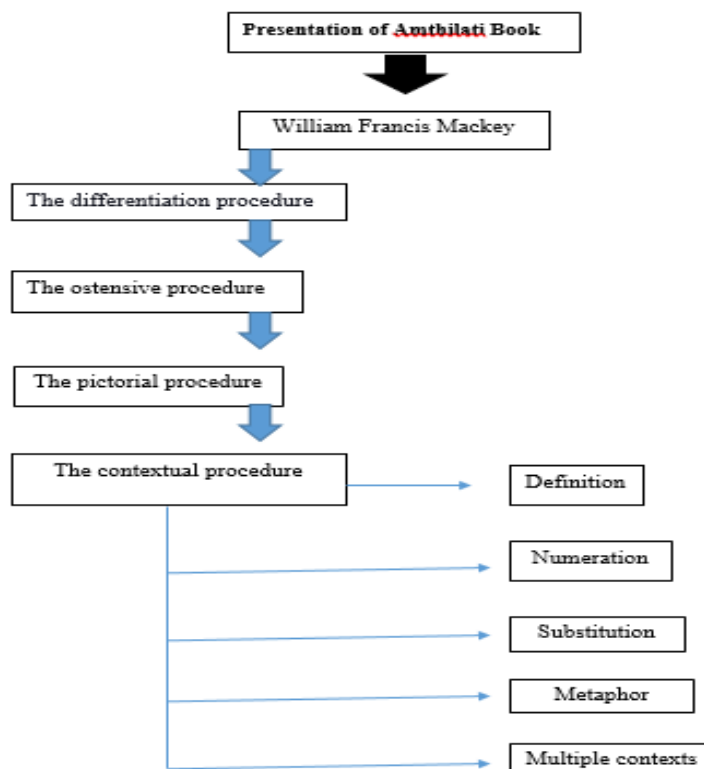 Presentation of Amthilati Book
William Francis Mackey
The differentiation procedure
The ostensive procedure
The pictorial procedure
The contextual procedure
Definition
Numeration
Substitution
Metaphor
Multiple contexts